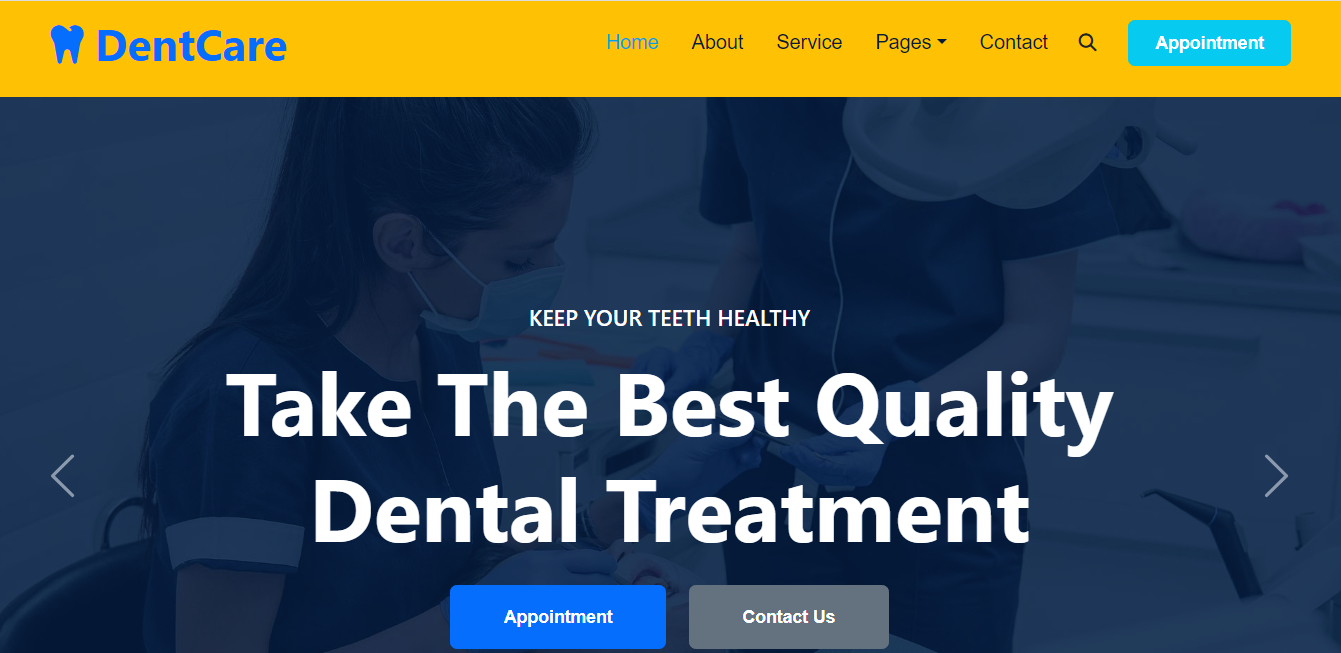 DentCare
Home About Service Pages Contact Appointment
KEEP YOUR TEETH HEALTHY
Take The Best Quality
Dental Treatment
Appointment Contact Us